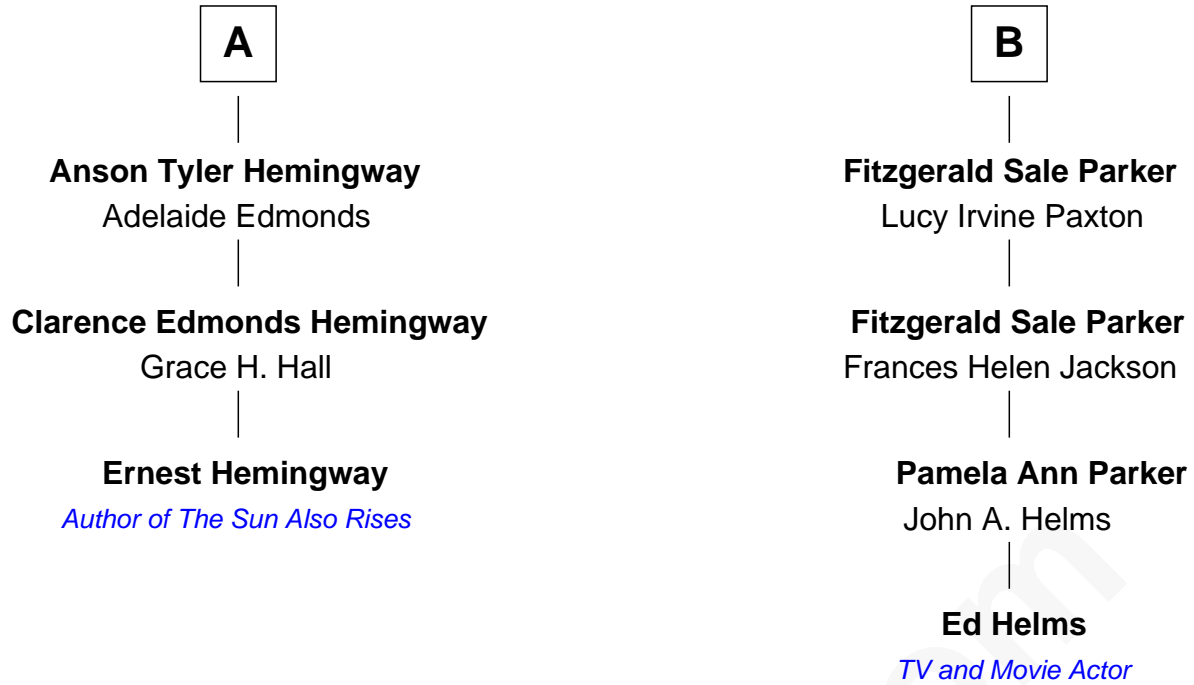 A
Anson Tyler Hemingway
Adelaide Edmonds
Clarence Edmonds Hemingway
Grace H. Hall
Ernest Hemingway
Author of The Sun Also Rises
B
Fitzgerald Sale Parker
Lucy Irvine Paxton
Fitzgerald Sale Parker
Frances Helen Jackson
Pamela Ann Parker
John A. Helms
Ed Helms
TV and Movie Actor